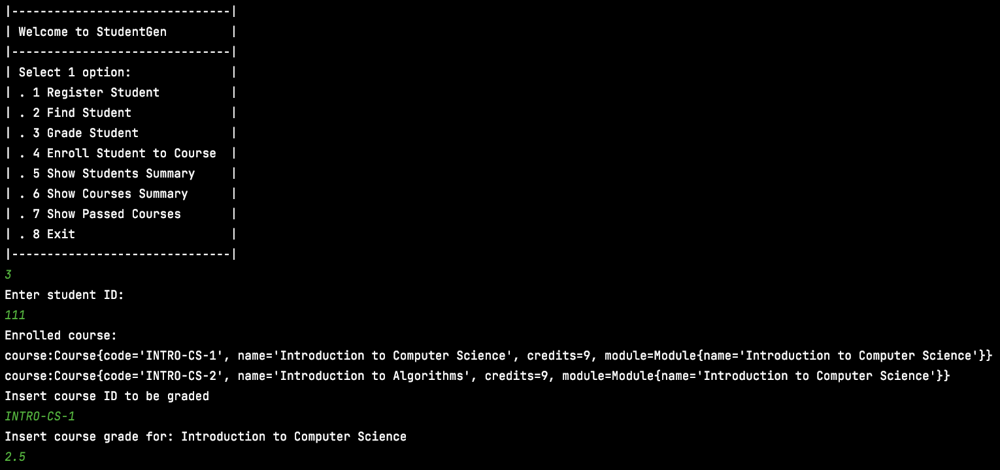 |-------------------------------|
| Welcome to StudentGen         |
|-------------------------------|
| Select 1 option:              |
| . 1 Register Student          |
| . 2 Find Student              |
| . 3 Grade Student             |
| . 4 Enroll Student to Course  |
| . 5 Show Students Summary     |
| . 6 Show Courses Summary      |
| . 7 Show Passed Courses       |
| . 8 Exit                      |
|-------------------------------|
3
Enter student ID:
111
Enrolled course:
course:Course{code='INTRO-CS-1', name='Introduction to Computer Science', credits=9, module=Module{name='Introduction to Computer Science'}}
course:Course{code='INTRO-CS-2', name='Introduction to Algorithms', credits=9, module=Module{name='Introduction to Computer Science'}}
Insert course ID to be graded
INTRO-CS-1
Insert course grade for: Introduction to Computer Science
2.5